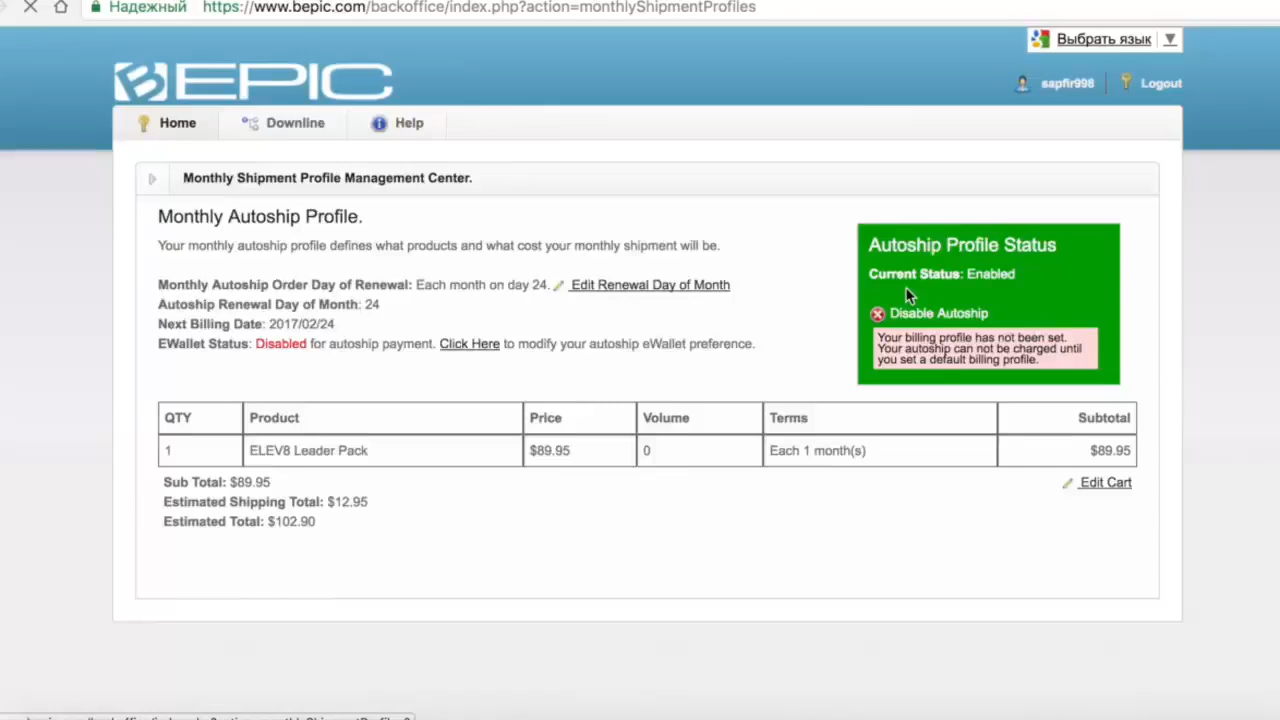 Надежный https://www.bepic.com/backoffice/index.php?action=monthlyShipmentProfiles
Выбрать язык
BEPIC
sapfir998 Logout
Home Downline Help
Monthly Shipment Profile Management Center.
Monthly Autoship Profile.
Your monthly autoship profile defines what products and what cost your monthly shipment will be.
Monthly Autoship Order Day of Renewal: Each month on day 24. Edit Renewal Day of Month
Autoship Renewal Day of Month: 24
Next Billing Date: 2017/02/24
EWallet Status: Disabled for autoship payment. Click Here to modify your autoship eWallet preference.
Autoship Profile Status
Current Status: Enabled
Disable Autoship
Your billing profile has not been set.
Your autoship can not be charged until
you set a default billing profile.
QTY Product Price Volume Terms Subtotal
1 ELEV8 Leader Pack $89.95 0 Each 1 month(s) $89.95
Sub Total: $89.95
Edit Cart
Estimated Shipping Total: $12.95
Estimated Total: $102.90